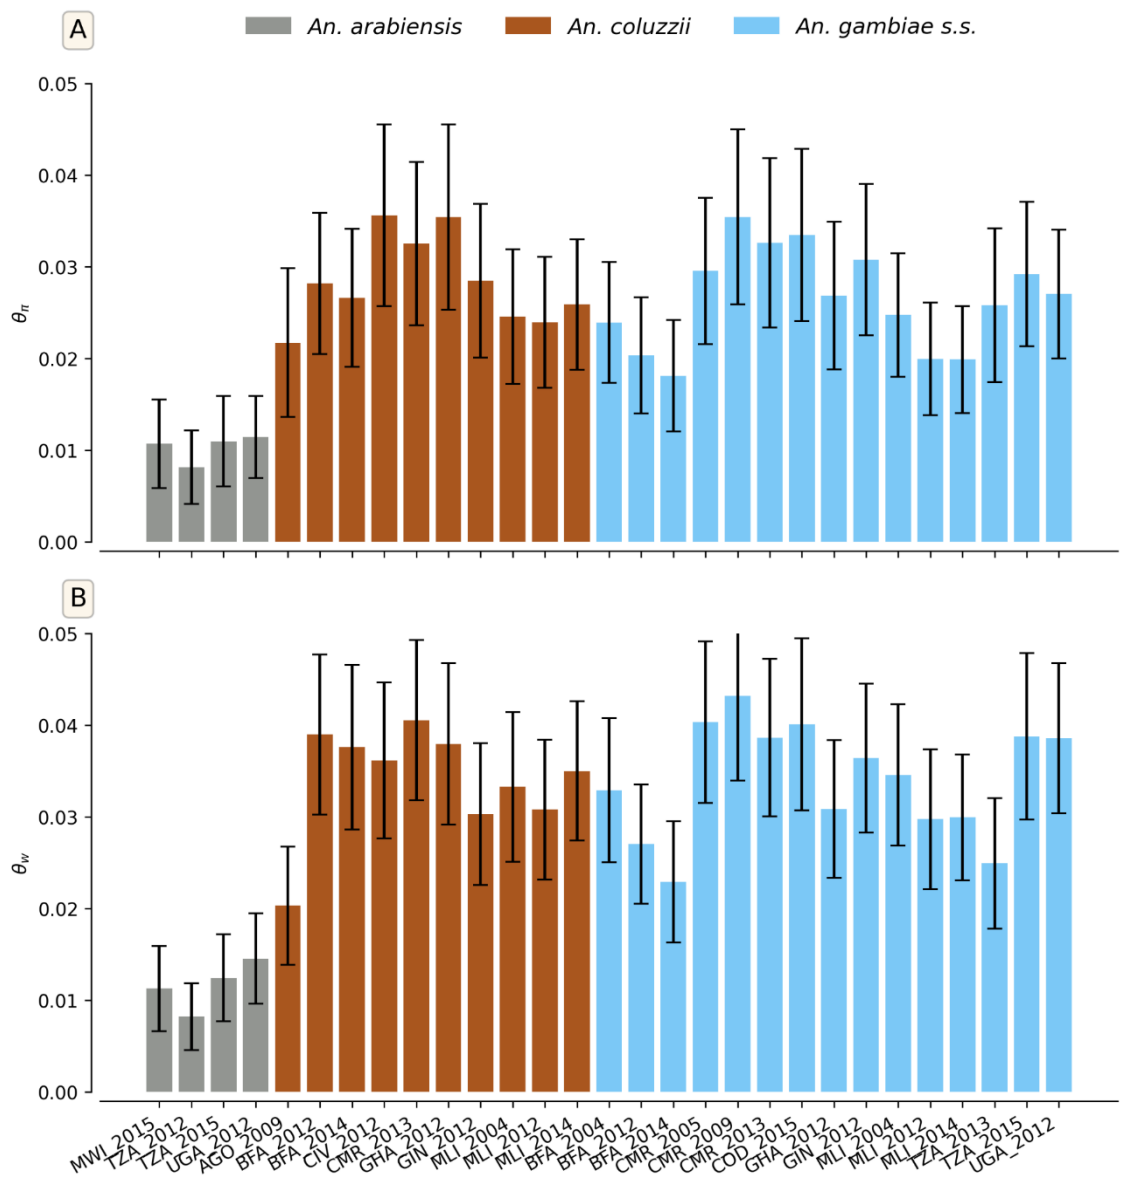 A
An. arabiensis
An. coluzzii
An. gambiae s.s.
0.05
0.04
0.03
0.02
0.01
0.00
θπ
B
0.05
0.04
0.03
0.02
0.01
0.00
θw
MWI_2015
TZA_2012
TZA_2015
UGA_2012
AGO_2009
BFA_2012
BFA_2014
CIV_2012
CMR_2013
GHA_2012
GIN_2012
MLI_2004
MLI_2012
MLI_2014
BFA_2004
BFA_2012
BFA_2014
CMR_2005
CMR_2009
CMR_2013
COD_2015
GHA_2012
GIN_2012
MLI_2004
MLI_2012
MLI_2014
TZA_2013
TZA_2015
UGA_2012